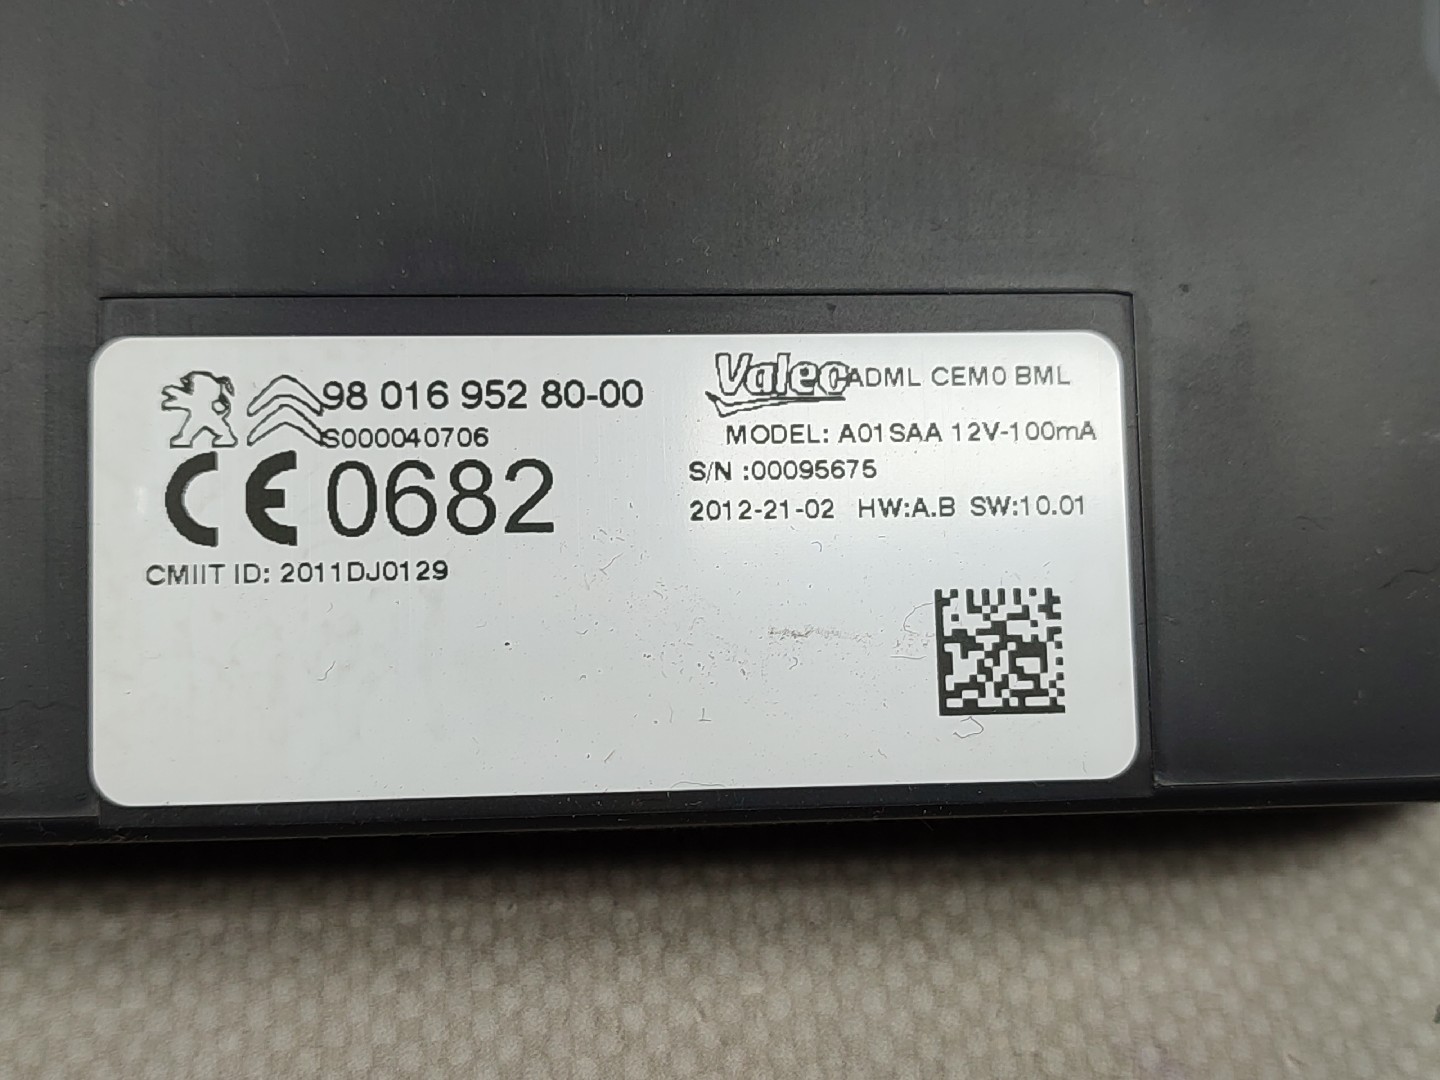 98 016 952 80-00
S000040706
CE 0682
CMIIT ID: 2011DJ0129
Valeo ADML CEM0 BML
MODEL: A01SAA 12V-100mA
S/N :00095675
2012-21-02 HW:A.B SW:10.01